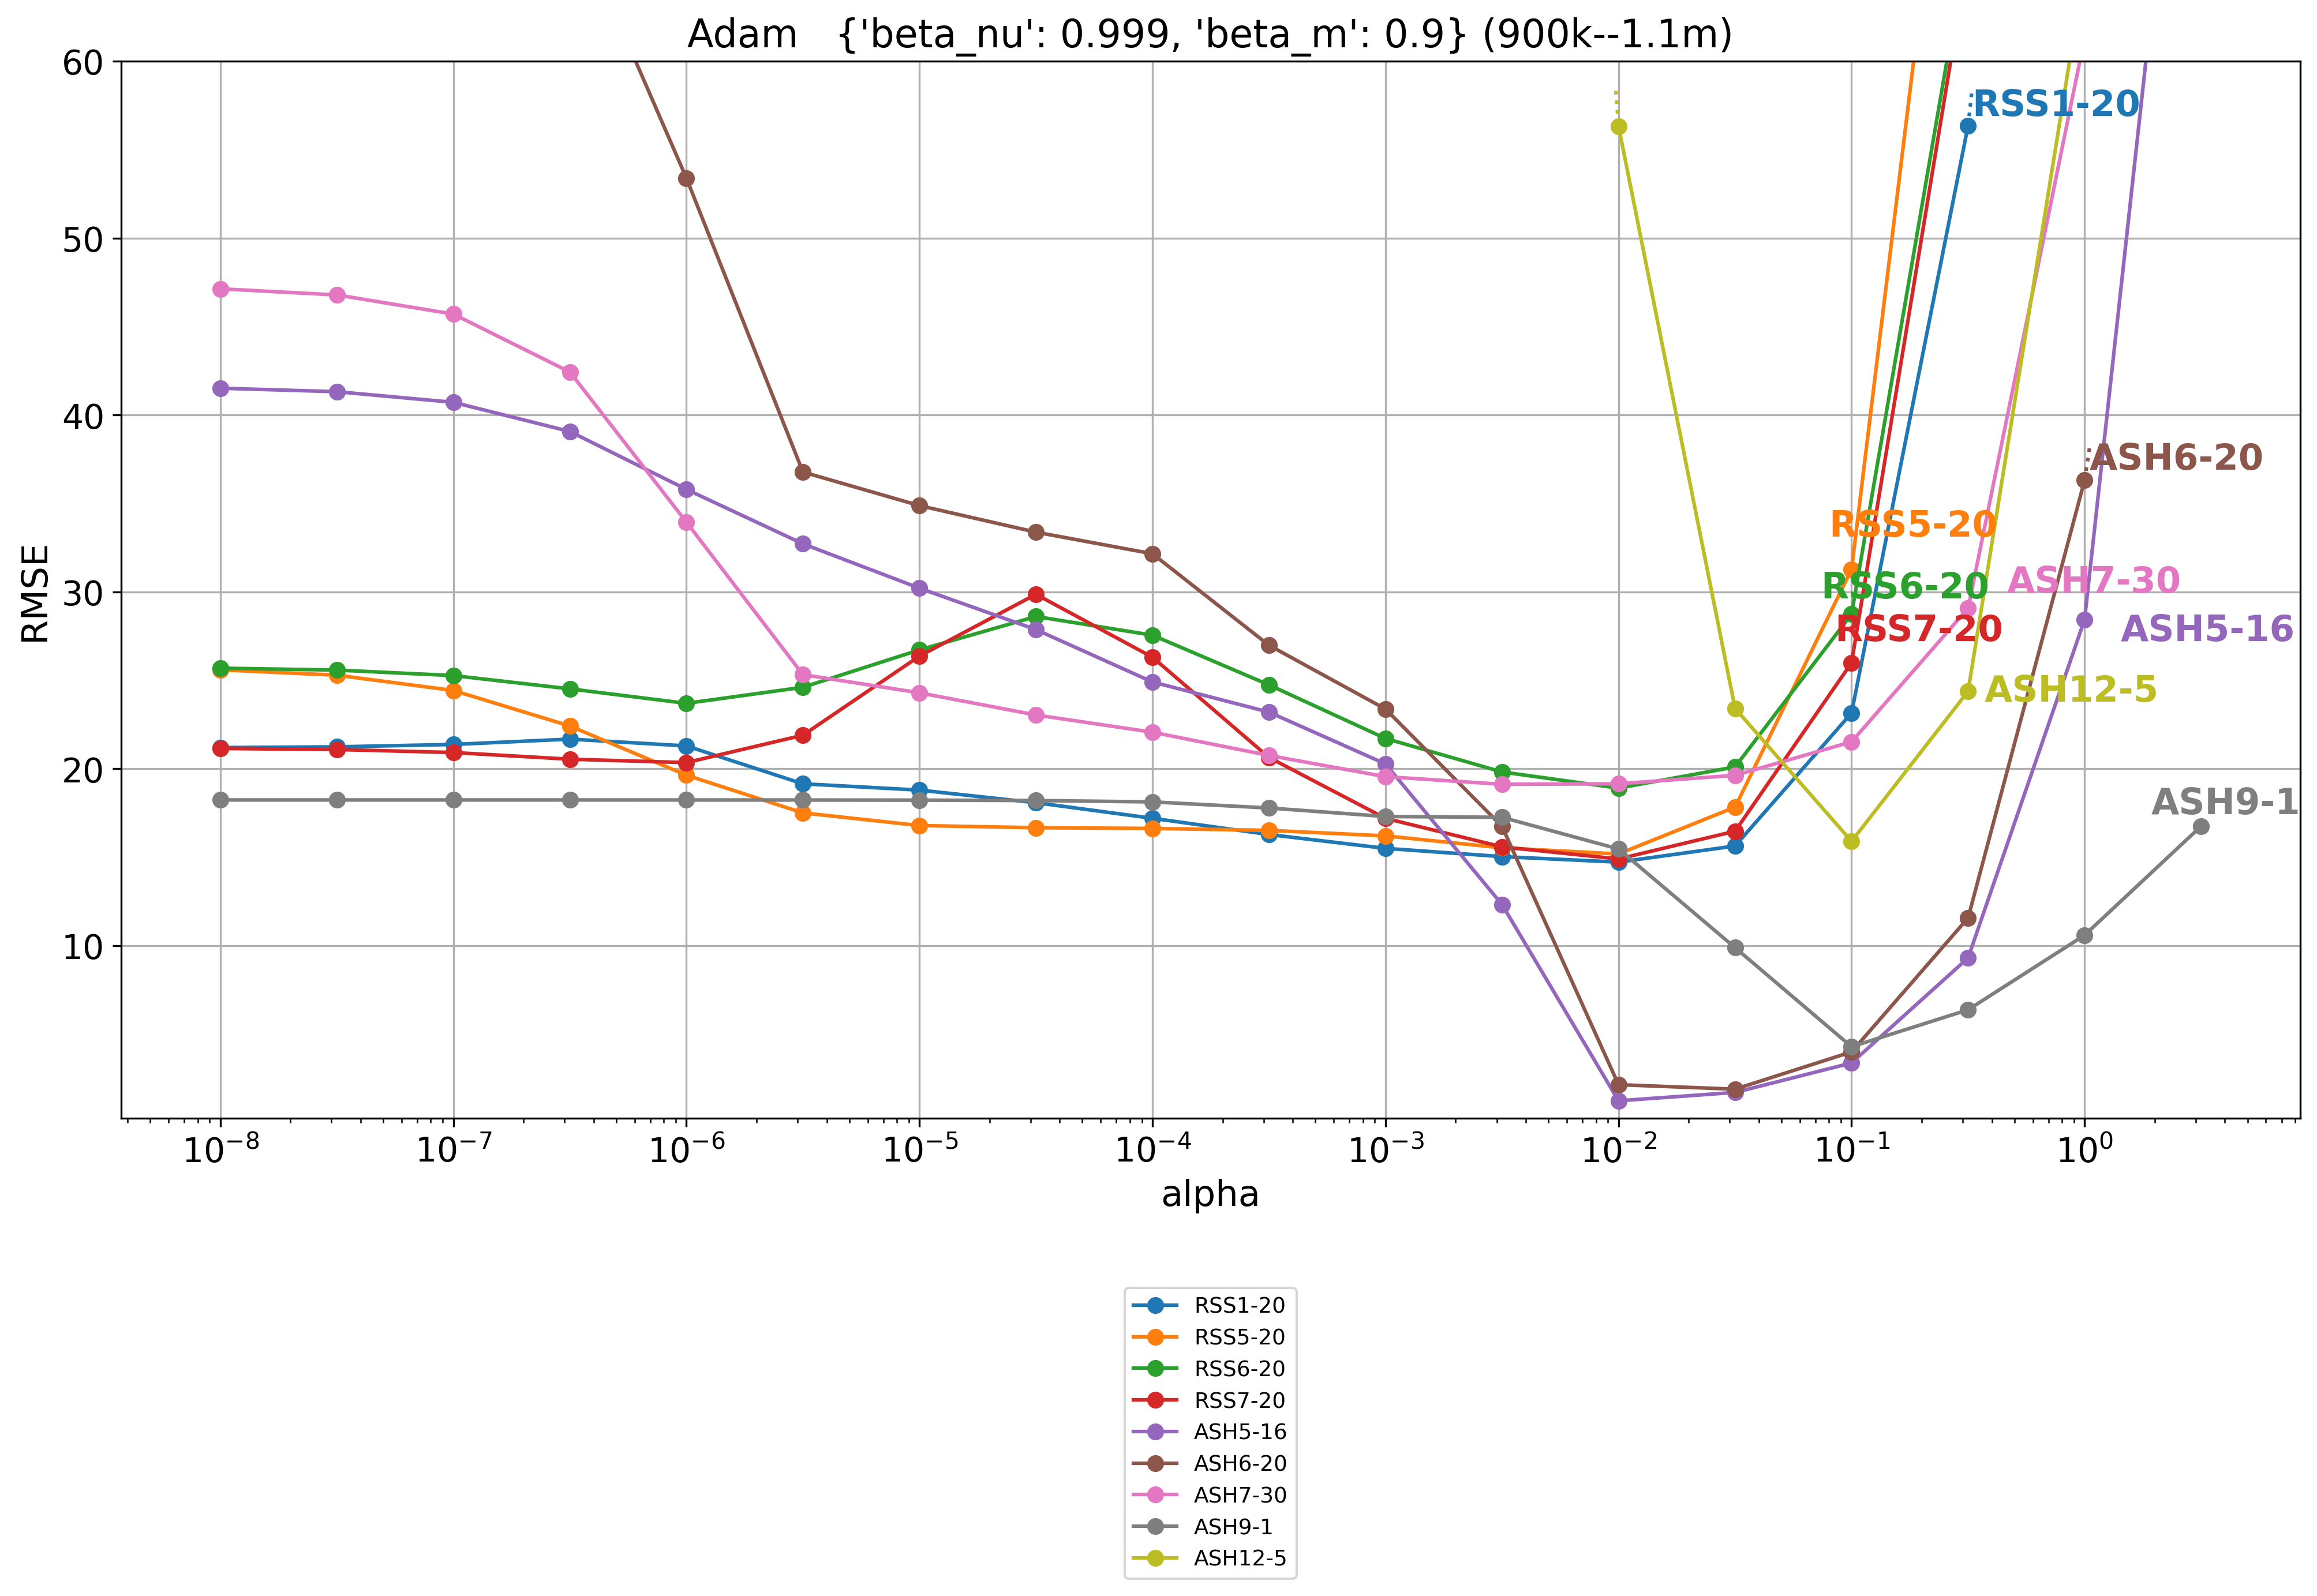 Adam {'beta_nu': 0.999, 'beta_m': 0.9} (900k--1.1m)
60
50
40
30
20
10
RMSE
RSS1-20
ASH6-20
RSS5-20
RSS6-20
ASH7-30
RSS7-20
ASH5-16
ASH12-5
ASH9-1
10⁻⁸ 10⁻⁷ 10⁻⁶ 10⁻⁵ 10⁻⁴ 10⁻³ 10⁻² 10⁻¹ 10⁰
alpha
RSS1-20
RSS5-20
RSS6-20
RSS7-20
ASH5-16
ASH6-20
ASH7-30
ASH9-1
ASH12-5